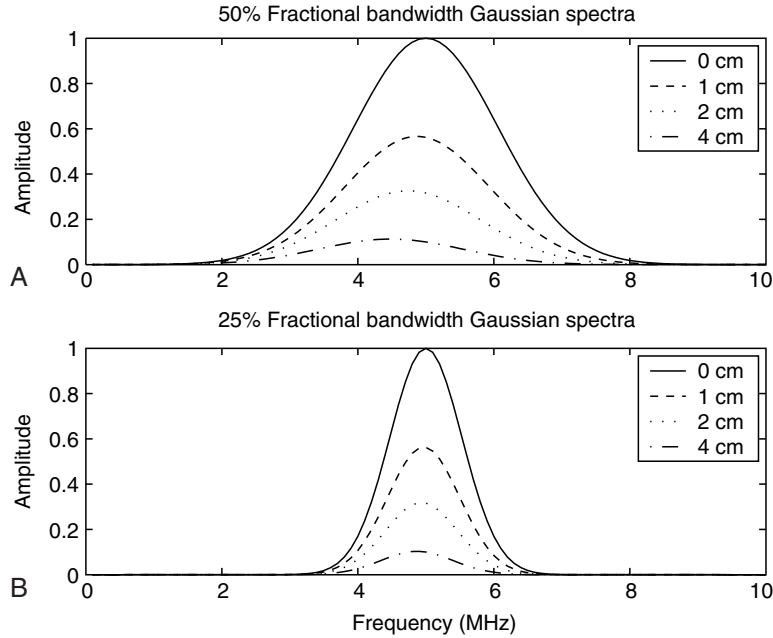 50% Fractional bandwidth Gaussian spectra
1
0.8
0.6
0.4
0.2
0
Amplitude
0 cm
1 cm
2 cm
4 cm
0 2 4 6 8 10
A
25% Fractional bandwidth Gaussian spectra
1
0.8
0.6
0.4
0.2
0
Amplitude
0 cm
1 cm
2 cm
4 cm
0 2 4 6 8 10
B
Frequency (MHz)